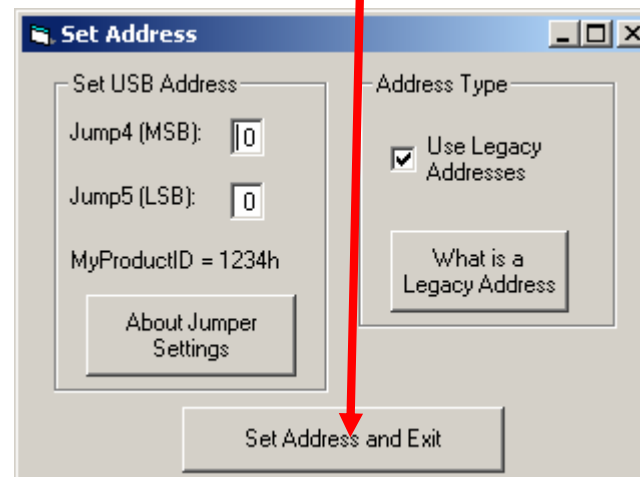 Set Address
Set USB Address
Jump4 (MSB): 0
Jump5 (LSB): 0
MyProductID = 1234h
About Jumper
Settings
Address Type
Use Legacy
Addresses
What is a
Legacy Address
Set Address and Exit